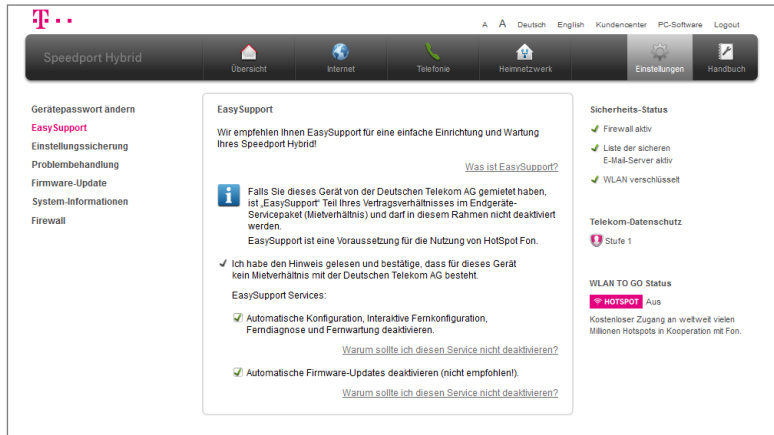 T
A A Deutsch English Kundencenter PC-Software Logout
Speedport Hybrid
Übersicht
Internet
Telefonie
Heimnetzwerk
Einstellungen
Handbuch
Gerätepasswort ändern
EasySupport
Einstellungssicherung
Problembehandlung
Firmware-Update
System-Informationen
Firewall
EasySupport
Wir empfehlen Ihnen EasySupport für eine einfache Einrichtung und Wartung
Ihres Speedport Hybrid!
Was ist EasySupport?
Falls Sie dieses Gerät von der Deutschen Telekom AG gemietet haben,
ist „EasySupport" Teil Ihres Vertragsverhältnisses im Endgeräte-
Servicepaket (Mietverhältnis) und darf in diesem Rahmen nicht deaktiviert
werden.
EasySupport ist eine Voraussetzung für die Nutzung von HotSpot Fon.
Ich habe den Hinweis gelesen und bestätige, dass für dieses Gerät
kein Mietverhältnis mit der Deutschen Telekom AG besteht.
EasySupport Services:
Automatische Konfiguration, Interaktive Fernkonfiguration,
Ferndiagnose und Fernwartung deaktivieren.
Warum sollte ich diesen Service nicht deaktivieren?
Automatische Firmware-Updates deaktivieren (nicht empfohlen!).
Warum sollte ich diesen Service nicht deaktivieren?
Sicherheits-Status
Firewall aktiv
Liste der sicheren
E-Mail-Server aktiv
WLAN verschlüsselt
Telekom-Datenschutz
Stufe 1
WLAN TO GO Status
HOTSPOT Aus
Kostenloser Zugang an weltweit vielen
Millionen Hotspots in Kooperation mit Fon.